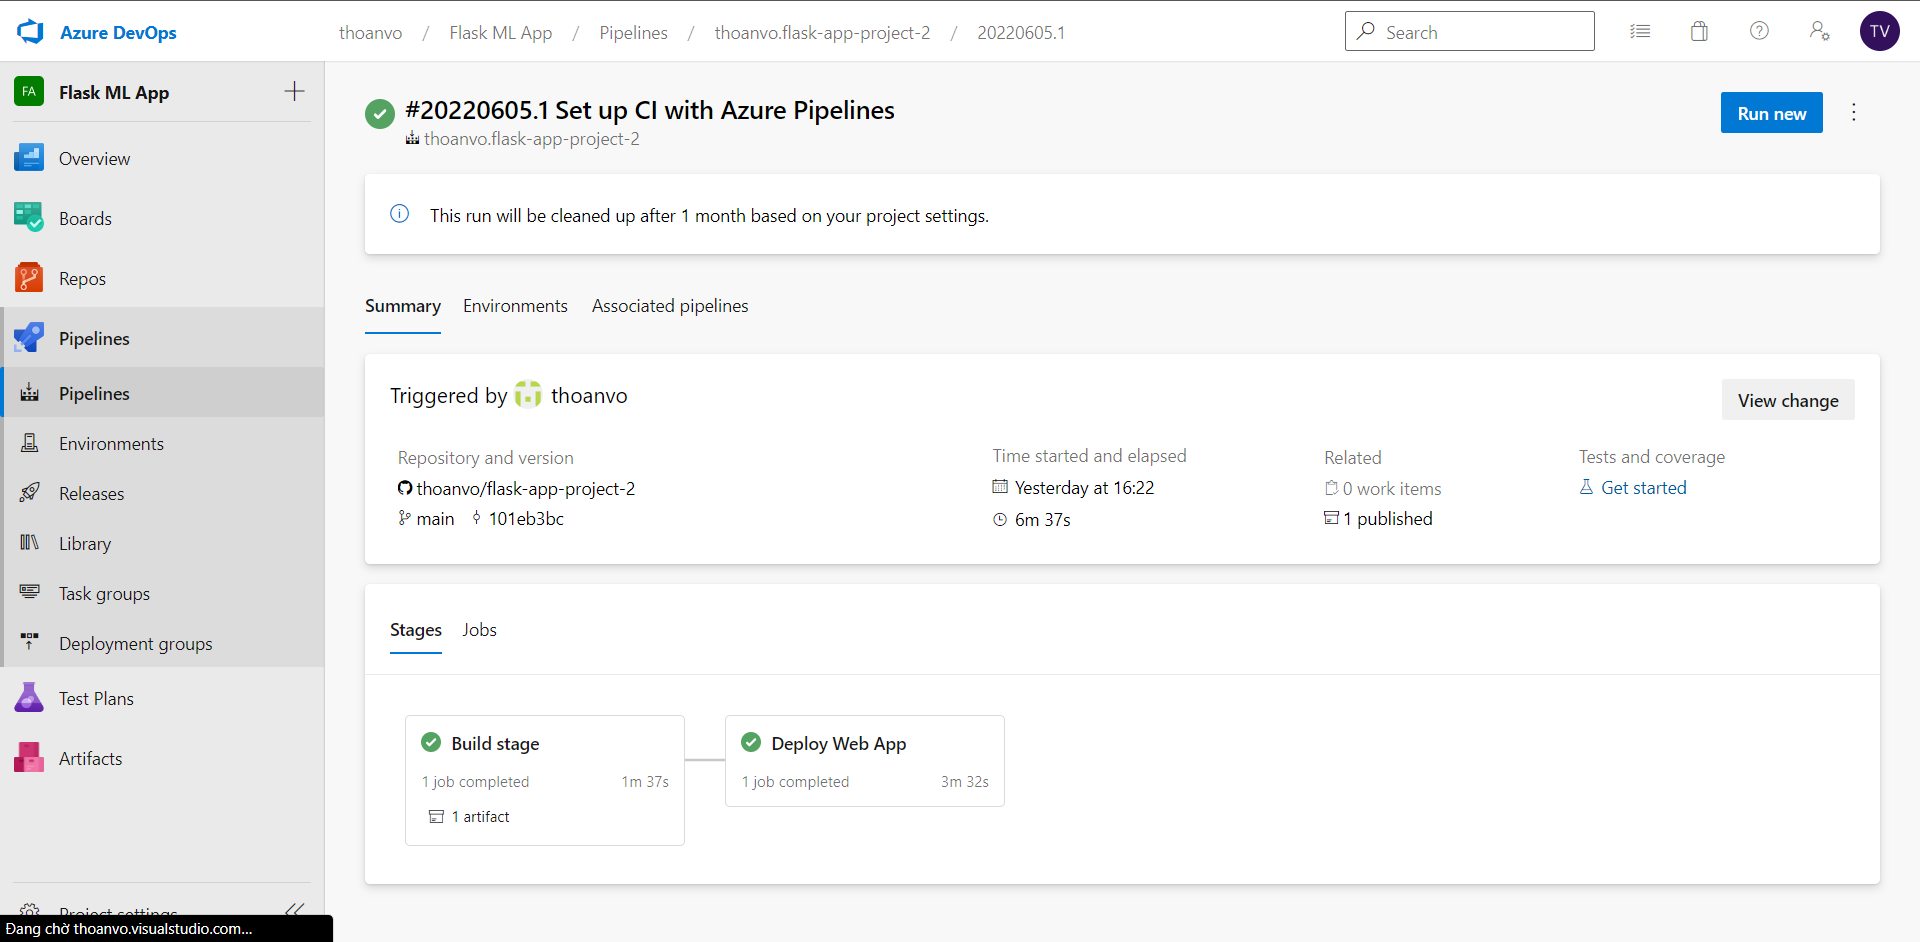 Azure DevOps
thoanvo / Flask ML App / Pipelines / thoanvo.flask-app-project-2 / 20220605.1
Search
TV
FA Flask ML App
Overview
Boards
Repos
Pipelines
Pipelines
Environments
Releases
Library
Task groups
Deployment groups
Test Plans
Artifacts
Project settings
Đang chờ thoanvo.visualstudio.com...
#20220605.1 Set up CI with Azure Pipelines
thoanvo.flask-app-project-2
Run new
This run will be cleaned up after 1 month based on your project settings.
Summary Environments Associated pipelines
Triggered by thoanvo
View change
Repository and version
thoanvo/flask-app-project-2
main 101eb3bc
Time started and elapsed
Yesterday at 16:22
6m 37s
Related
0 work items
1 published
Tests and coverage
Get started
Stages Jobs
Build stage
1 job completed 1m 37s
1 artifact
Deploy Web App
1 job completed 3m 32s